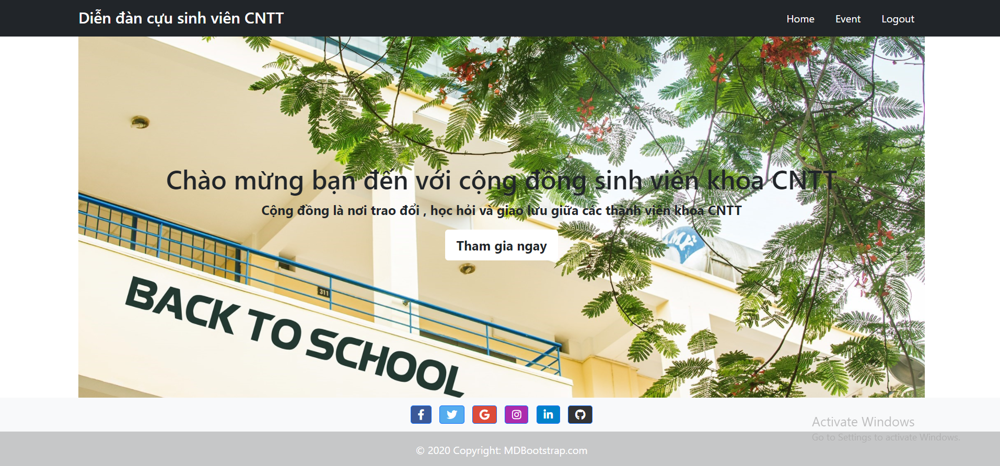 Diễn đàn cựu sinh viên CNTT
Home Event Logout
Chào mừng bạn đến với cộng đồng sinh viên khoa CNTT
Cộng đồng là nơi trao đổi , học hỏi và giao lưu giữa các thành viên khoa CNTT
Tham gia ngay
311
BACK TO SCHOOL
Activate Windows
Go to Settings to activate Windows.
© 2020 Copyright: MDBootstrap.com